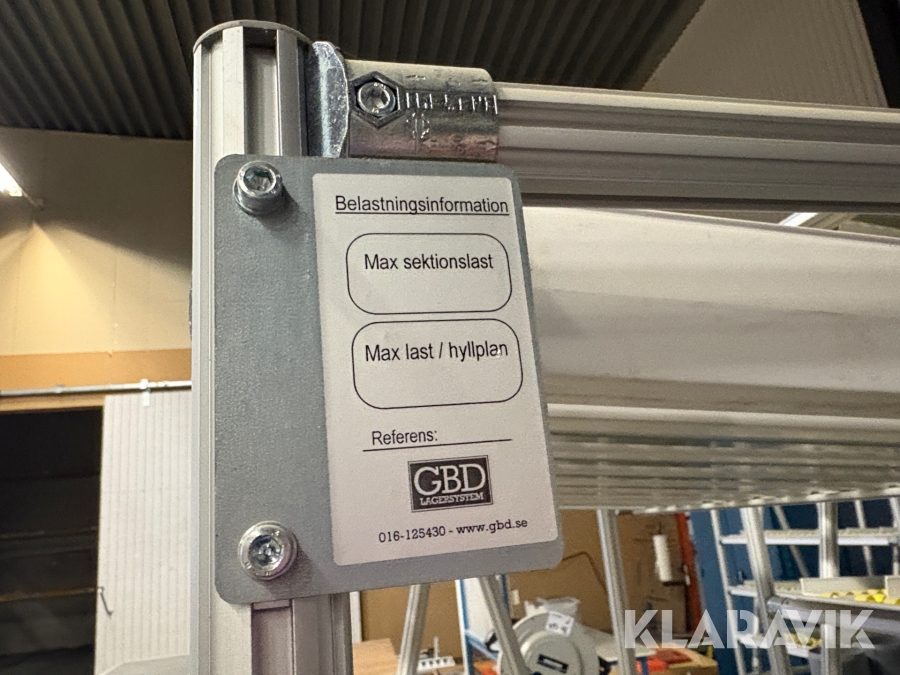 Belastningsinformation
Max sektionslast
Max last / hyllplan
Referens:
GBD
LAGERSYSTEM
016-125430 - www.gbd.se
KLARAVIK